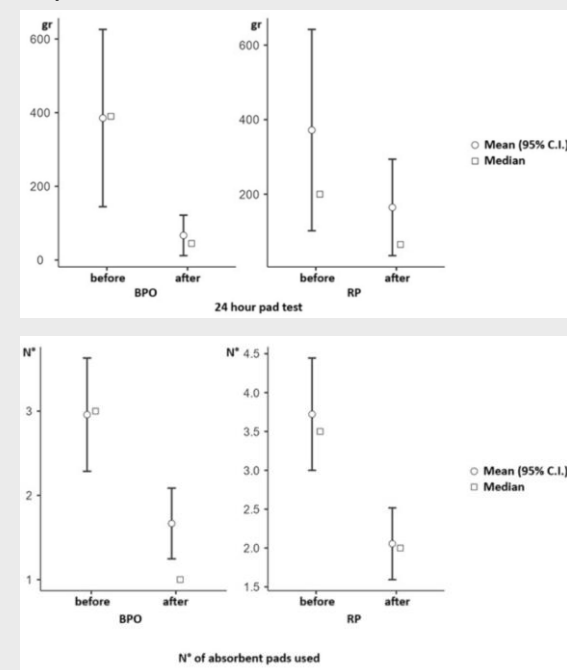 gr
600
400
200
0
before
after
BPO
gr
600
400
200
before
after
RP
Mean (95% C.I.)
Median
24 hour pad test
N°
3
2
1
before
after
BPO
N° 4.5
4.0
3.5
3.0
2.5
2.0
1.5
before
after
RP
Mean (95% C.I.)
Median
N° of absorbent pads used